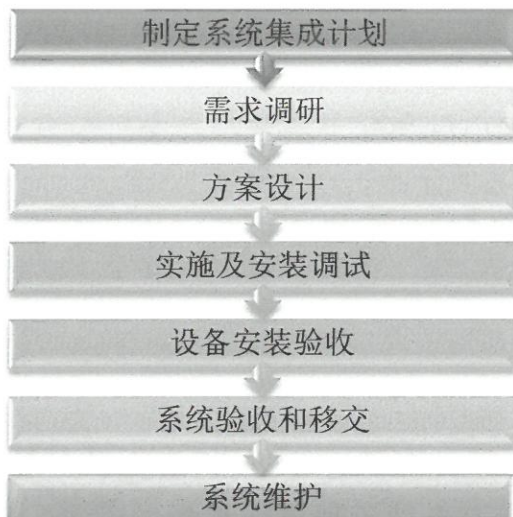 制定系统集成计划
需求调研
方案设计
实施及安装调试
设备安装验收
系统验收和移交
系统维护